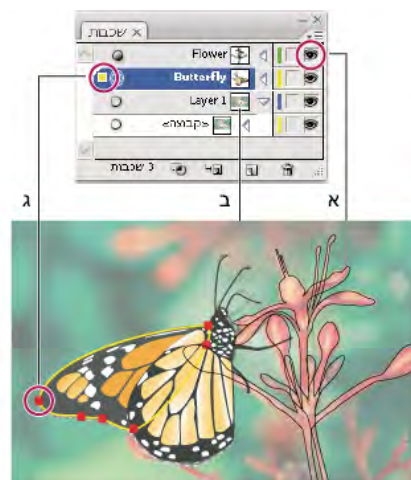 שכבות
Flower
Butterfly
Layer 1
<קבוצה>
3 שכבות
א
ב
ג